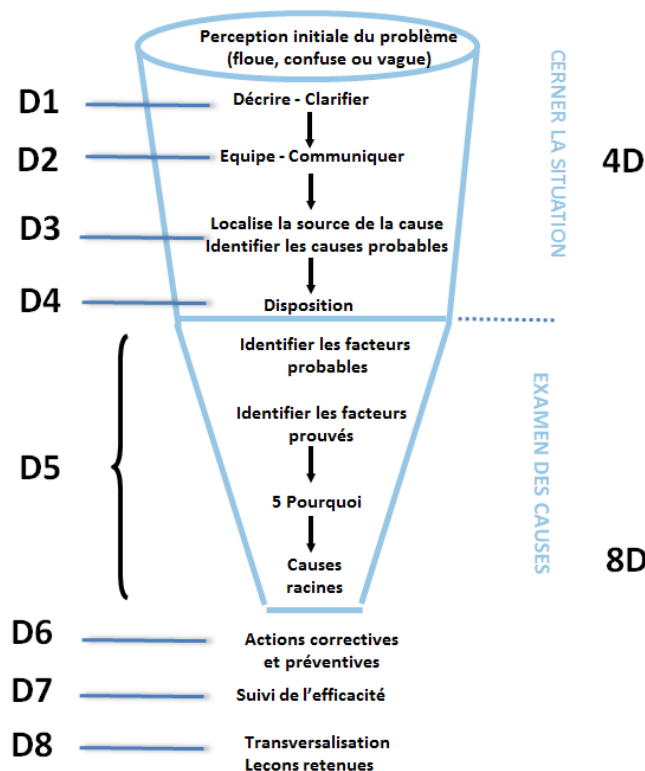 Perception initiale du problème
(floue, confuse ou vague)
D1
Décrire - Clarifier
D2
Equipe - Communiquer
D3
Localise la source de la cause
Identifier les causes probables
D4
Disposition
CERNER LA SITUATION
4D
D5
Identifier les facteurs
probables
Identifier les facteurs
prouvés
5 Pourquoi
Causes
racines
EXAMEN DES CAUSES
8D
D6
Actions correctives
et préventives
D7
Suivi de l'efficacité
D8
Transversalisation
Leçons retenues